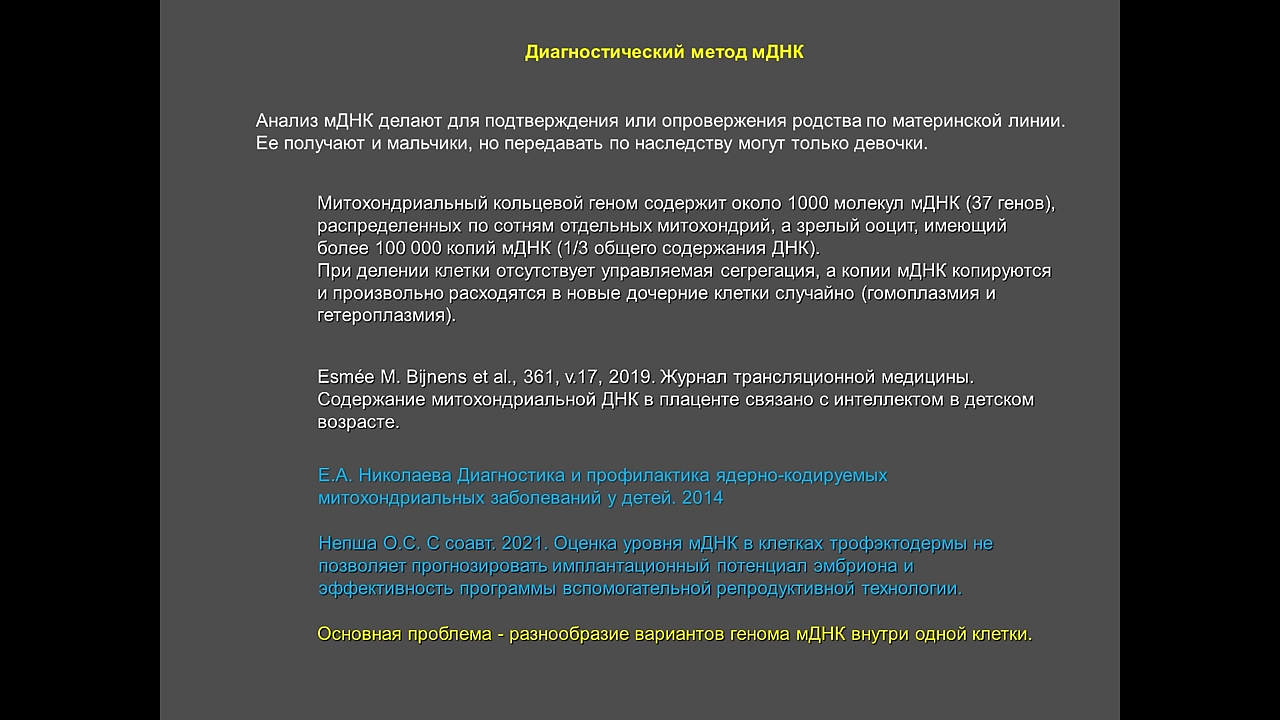 Диагностический метод мДНК
Анализ мДНК делают для подтверждения или опровержения родства по материнской линии.
Ее получают и мальчики, но передавать по наследству могут только девочки.
Митохондриальный кольцевой геном содержит около 1000 молекул мДНК (37 генов),
распределенных по сотням отдельных митохондрий, а зрелый ооцит, имеющий
более 100 000 копий мДНК (1/3 общего содержания ДНК).
При делении клетки отсутствует управляемая сегрегация, а копии мДНК копируются
и произвольно расходятся в новые дочерние клетки случайно (гомоплазмия и
гетероплазмия).
Esmée M. Bijnens et al., 361, v.17, 2019. Журнал трансляционной медицины.
Содержание митохондриальной ДНК в плаценте связано с интеллектом в детском
возрасте.
Е.А. Николаева Диагностика и профилактика ядерно-кодируемых
митохондриальных заболеваний у детей. 2014
Непша О.С. С соавт. 2021. Оценка уровня мДНК в клетках трофэктодермы не
позволяет прогнозировать имплантационный потенциал эмбриона и
эффективность программы вспомогательной репродуктивной технологии.
Основная проблема - разнообразие вариантов генома мДНК внутри одной клетки.